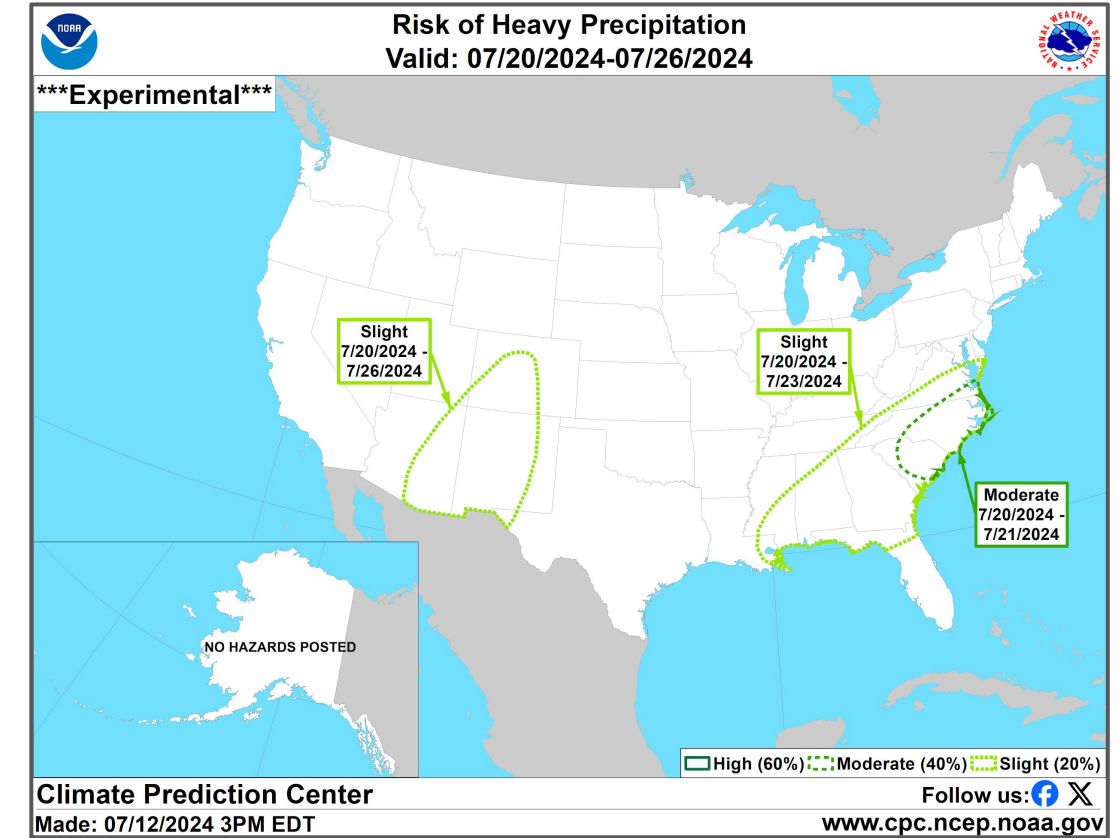 NOAA
Risk of Heavy Precipitation
Valid: 07/20/2024-07/26/2024
NATIONAL WEATHER SERVICE
***Experimental***
Slight
7/20/2024 -
7/26/2024
Slight
7/20/2024 -
7/23/2024
Moderate
7/20/2024 -
7/21/2024
NO HAZARDS POSTED
High (60%) Moderate (40%) Slight (20%)
Climate Prediction Center
Follow us:
Made: 07/12/2024 3PM EDT
www.cpc.ncep.noaa.gov